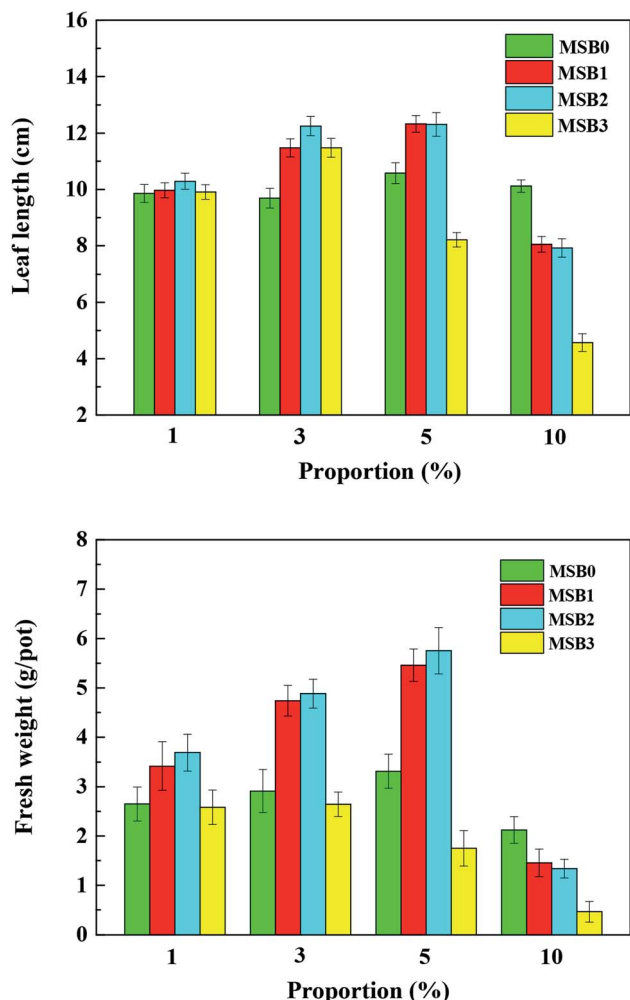 16
14
12
10
8
6
4
2
Leaf length (cm)
MSB0
MSB1
MSB2
MSB3
1 3 5 10
Proportion (%)
8
7
6
5
4
3
2
1
0
Fresh weight (g/pot)
MSB0
MSB1
MSB2
MSB3
1 3 5 10
Proportion (%)